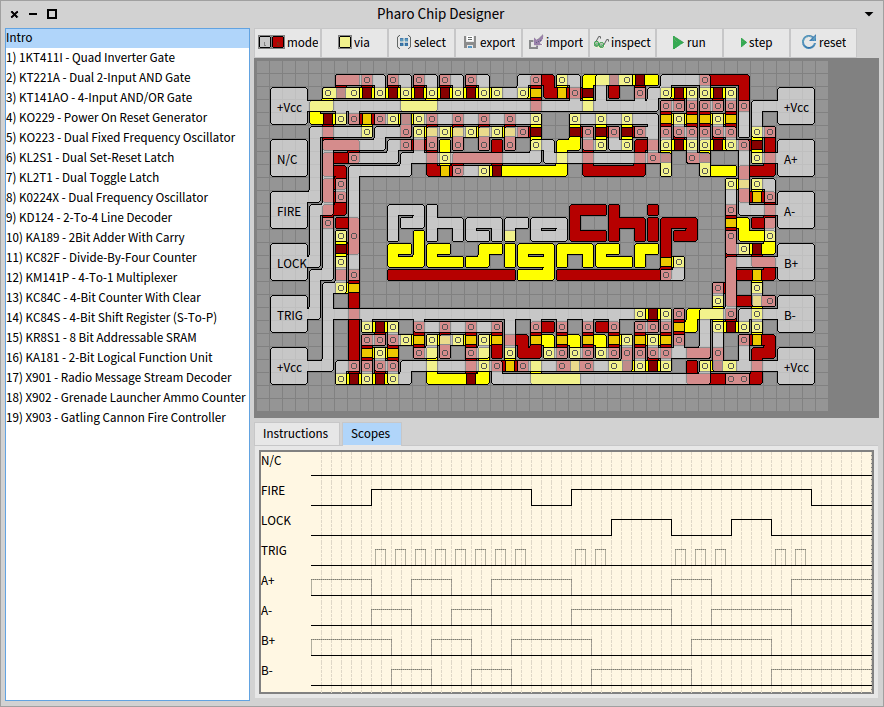 Pharo Chip Designer
Intro
1) 1KT411I - Quad Inverter Gate
2) KT221A - Dual 2-Input AND Gate
3) KT141AO - 4-Input AND/OR Gate
4) KO229 - Power On Reset Generator
5) KO223 - Dual Fixed Frequency Oscillator
6) KL2S1 - Dual Set-Reset Latch
7) KL2T1 - Dual Toggle Latch
8) K0224X - Dual Frequency Oscillator
9) KD124 - 2-To-4 Line Decoder
10) KA189 - 2Bit Adder With Carry
11) KC82F - Divide-By-Four Counter
12) KM141P - 4-To-1 Multiplexer
13) KC84C - 4-Bit Counter With Clear
14) KC84S - 4-Bit Shift Register (S-To-P)
15) KR8S1 - 8 Bit Addressable SRAM
16) KA181 - 2-Bit Logical Function Unit
17) X901 - Radio Message Stream Decoder
18) X902 - Grenade Launcher Ammo Counter
19) X903 - Gatling Cannon Fire Controller
mode via select export import inspect run step reset
+Vcc +Vcc
N/C A+
FIRE A-
pharo chip
designer
LOCK B+
TRIG B-
+Vcc +Vcc
Instructions Scopes
N/C
FIRE
LOCK
TRIG
A+
A-
B+
B-